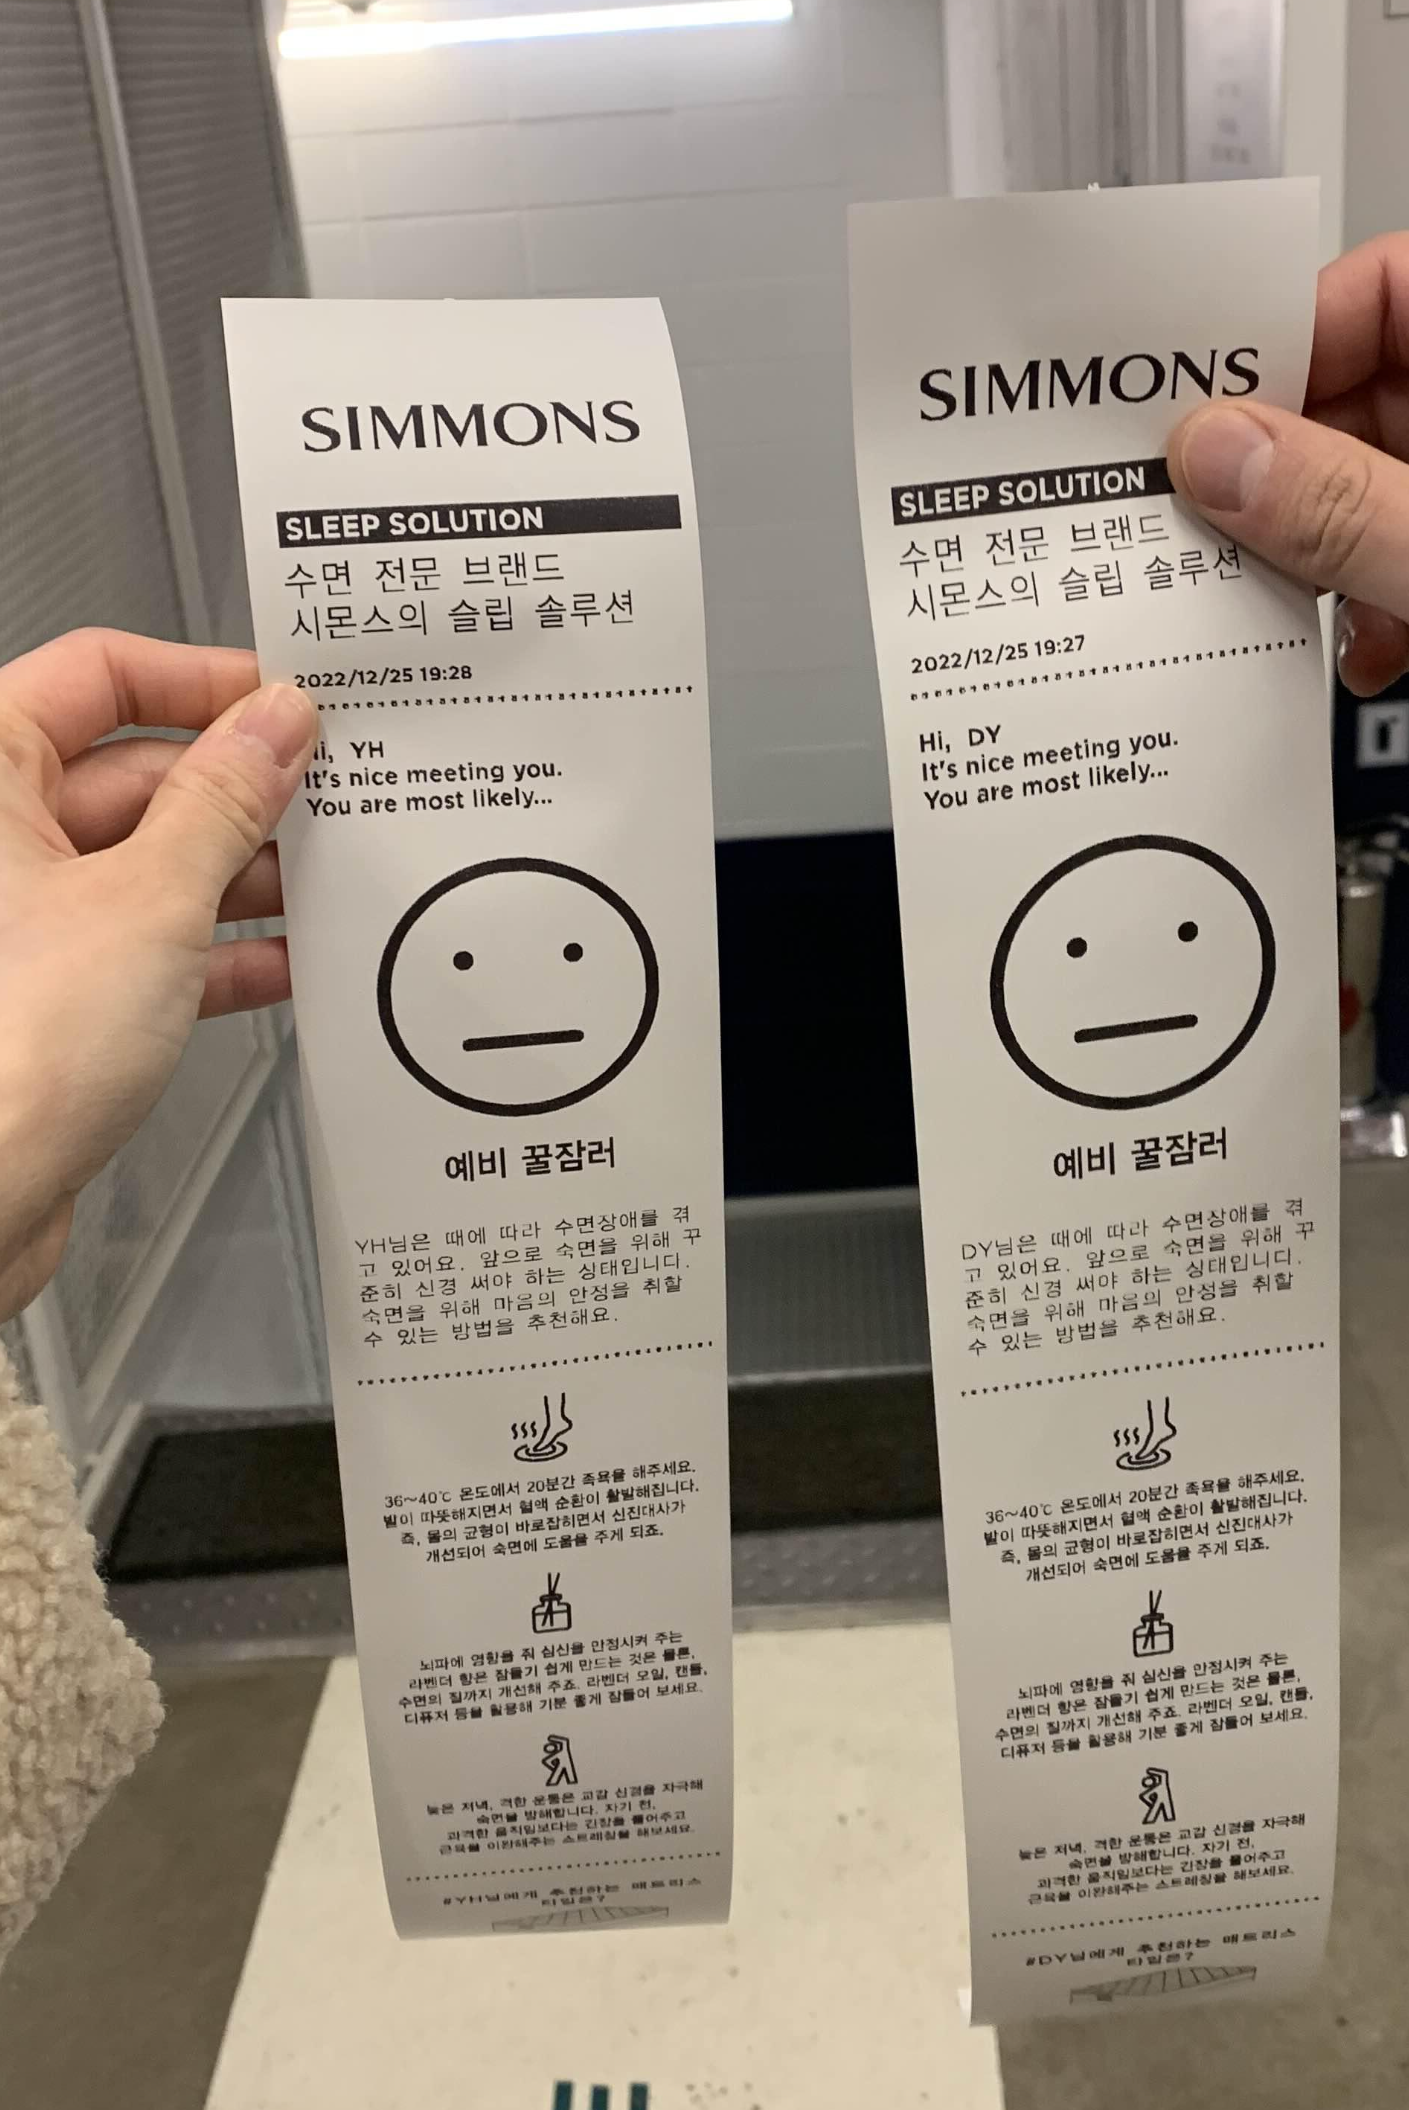 SIMMONS
SLEEP SOLUTION
수면 전문 브랜드
시몬스의 슬립 솔루션
2022/12/25 19:28
Hi, YH
It's nice meeting you.
You are most likely...
예비 꿀잠러
YH님은 때에 따라 수면장애를 겪
고 있어요. 앞으로 숙면을 위해 꾸
준히 신경 써야 하는 상태입니다.
숙면을 위해 마음의 안정을 취할
수 있는 방법을 추천해요.
36~40℃ 온도에서 20분간 족욕을 해주세요.
발이 따뜻해지면서 혈액 순환이 활발해집니다.
즉, 몸의 균형이 바로잡히면서 신진대사가
개선되어 숙면에 도움을 주게 되죠.
뇌파에 영향을 줘 심신을 안정시켜 주는
라벤더 향은 잠들기 쉽게 만드는 것은 물론,
수면의 질까지 개선해 주죠. 라벤더 오일, 캔들,
디퓨저 등을 활용해 기분 좋게 잠들어 보세요.
늦은 저녁, 격한 운동은 교감 신경을 자극해
숙면을 방해합니다. 자기 전,
과격한 움직임보다는 긴장을 풀어주고
근육을 이완해주는 스트레칭을 해보세요.
#YH님에게 추천하는 매트리스
타입은?
SIMMONS
SLEEP SOLUTION
수면 전문 브랜드
시몬스의 슬립 솔루션
2022/12/25 19:27
Hi, DY
It's nice meeting you.
You are most likely...
예비 꿀잠러
DY님은 때에 따라 수면장애를 겪
고 있어요. 앞으로 숙면을 위해 꾸
준히 신경 써야 하는 상태입니다.
숙면을 위해 마음의 안정을 취할
수 있는 방법을 추천해요.
36~40℃ 온도에서 20분간 족욕을 해주세요.
발이 따뜻해지면서 혈액 순환이 활발해집니다.
즉, 몸의 균형이 바로잡히면서 신진대사가
개선되어 숙면에 도움을 주게 되죠.
뇌파에 영향을 줘 심신을 안정시켜 주는
라벤더 향은 잠들기 쉽게 만드는 것은 물론,
수면의 질까지 개선해 주죠. 라벤더 오일, 캔들,
디퓨저 등을 활용해 기분 좋게 잠들어 보세요.
늦은 저녁, 격한 운동은 교감 신경을 자극해
숙면을 방해합니다. 자기 전,
과격한 움직임보다는 긴장을 풀어주고
근육을 이완해주는 스트레칭을 해보세요.
#DY님에게 추천하는 매트리스
타입은?